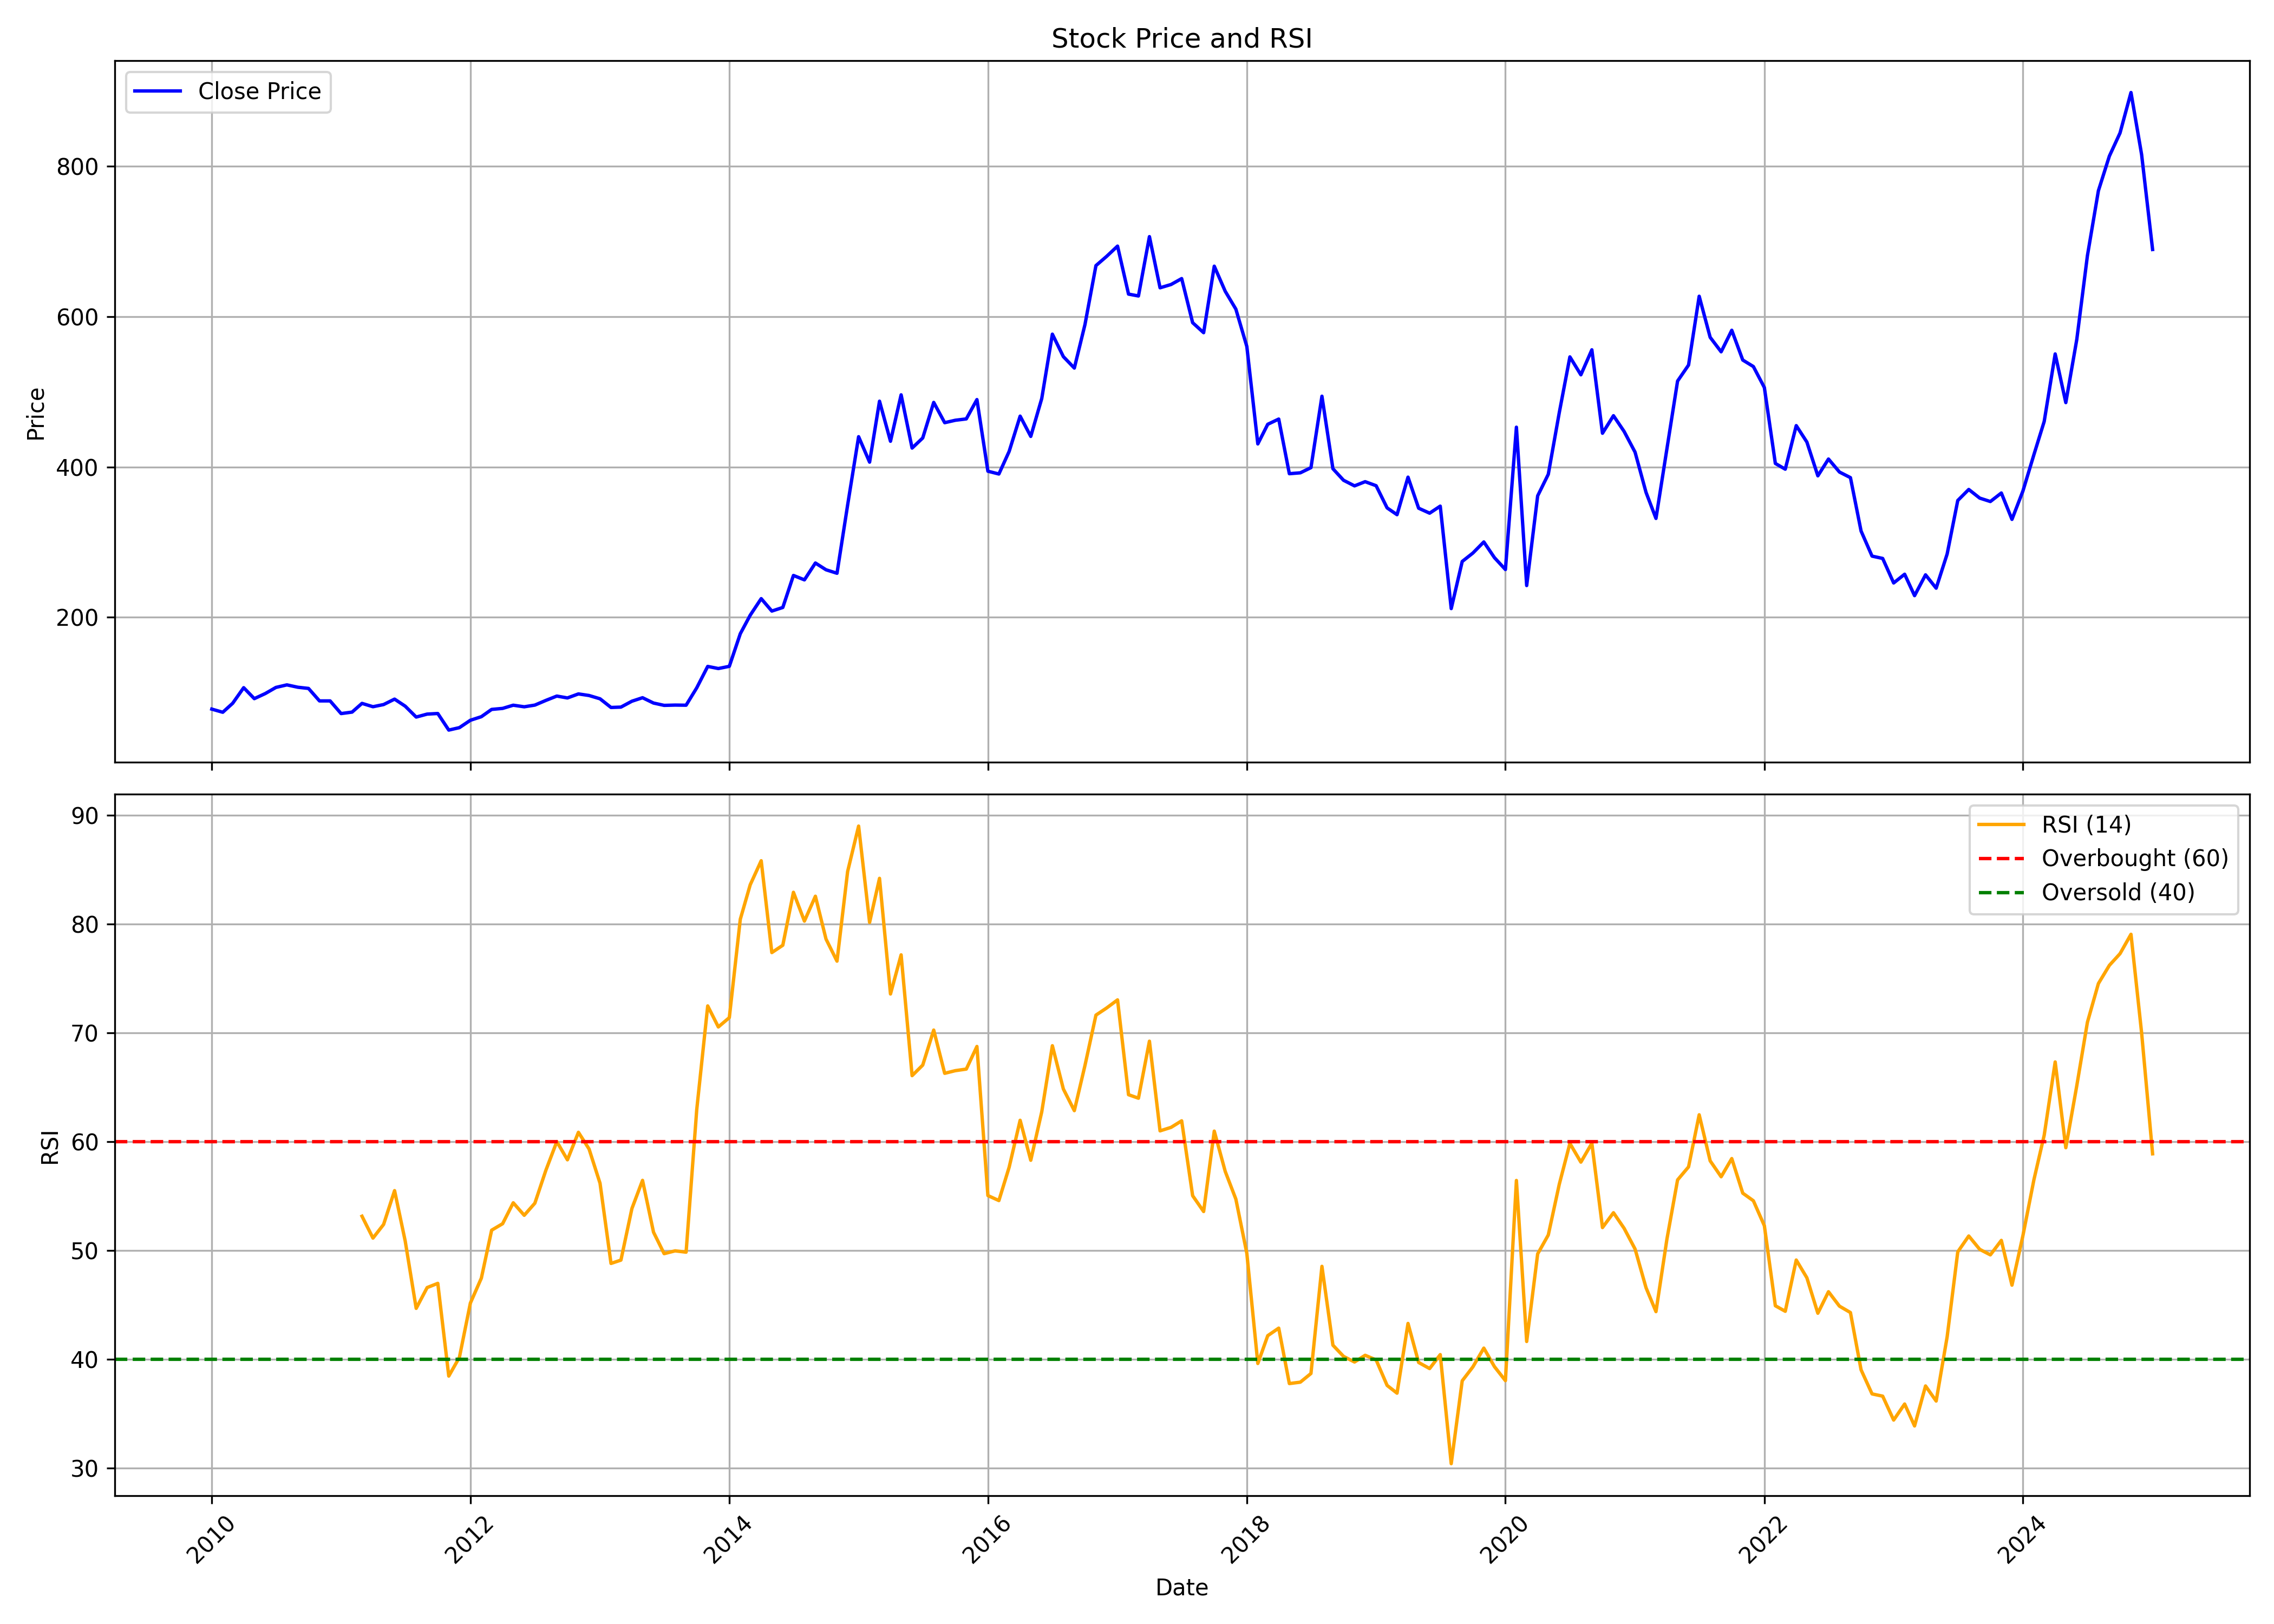 Stock Price and RSI
Close Price
800
600
400
200
Price
90
80
70
60
50
40
30
RSI
RSI (14)
Overbought (60)
Oversold (40)
2010
2012
2014
2016
2018
2020
2022
2024
Date